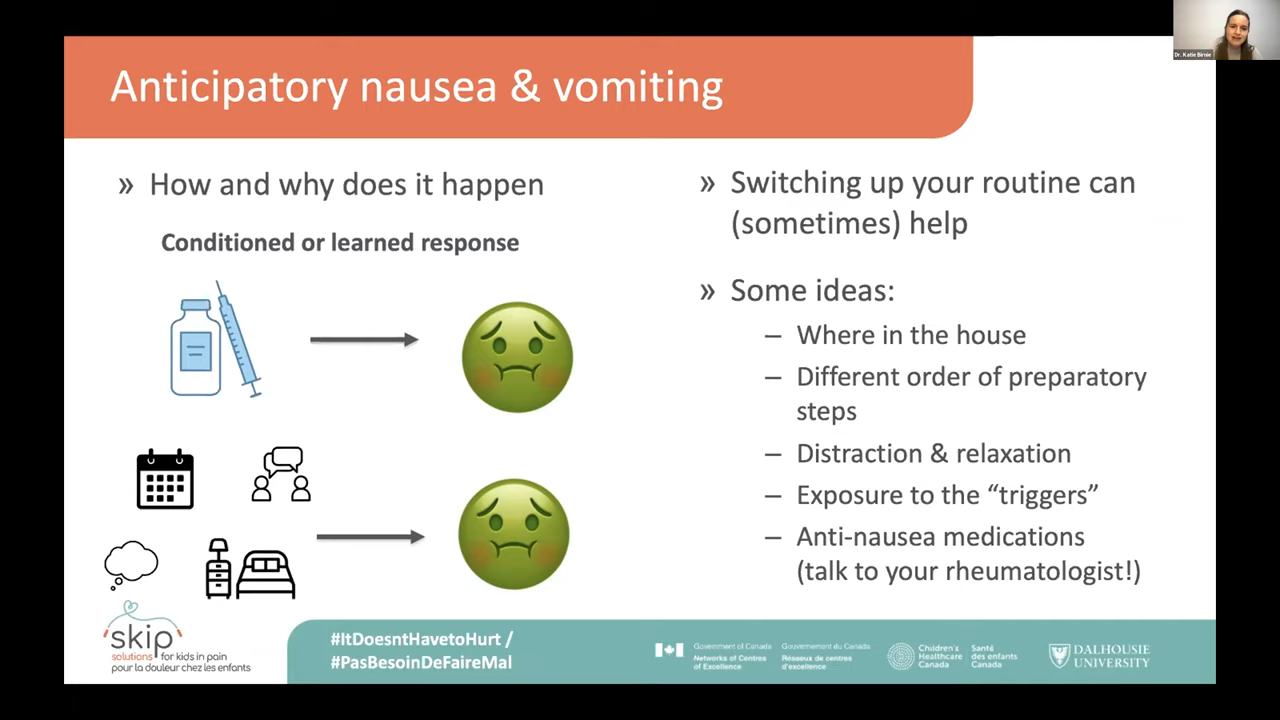 Dr. Katie Birnie
Anticipatory nausea & vomiting
» How and why does it happen
Conditioned or learned response
» Switching up your routine can
(sometimes) help
» Some ideas:
– Where in the house
– Different order of preparatory
steps
– Distraction & relaxation
– Exposure to the “triggers”
– Anti-nausea medications
(talk to your rheumatologist!)
skip
solutions for kids in pain
pour la douleur chez les enfants
#ItDoesntHavetoHurt /
#PasBesoinDeFaireMal
Government of Canada
Networks of Centres
of Excellence
Gouvernement du Canada
Réseaux de centres
d'excellence
Children's
Healthcare
Canada
Santé
des enfants
Canada
DALHOUSIE
UNIVERSITY